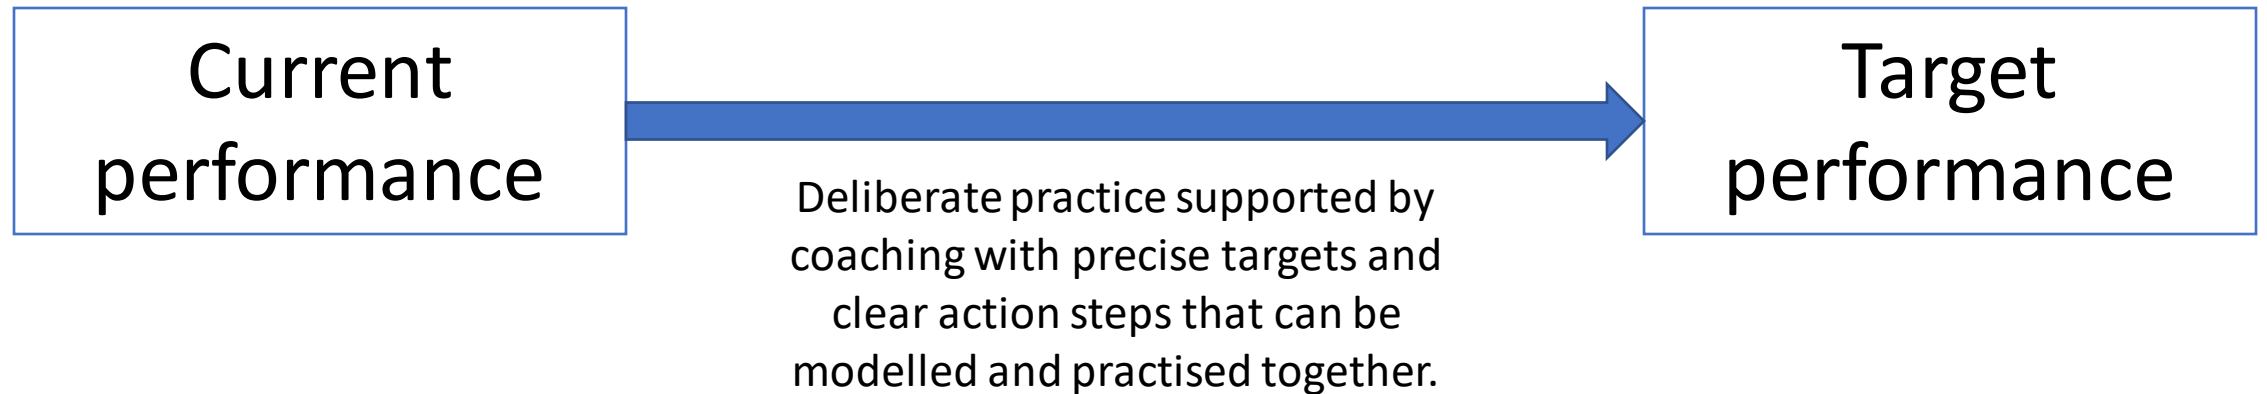 Current
performance
Deliberate practice supported by
coaching with precise targets and
clear action steps that can be
modelled and practised together.
Target
performance